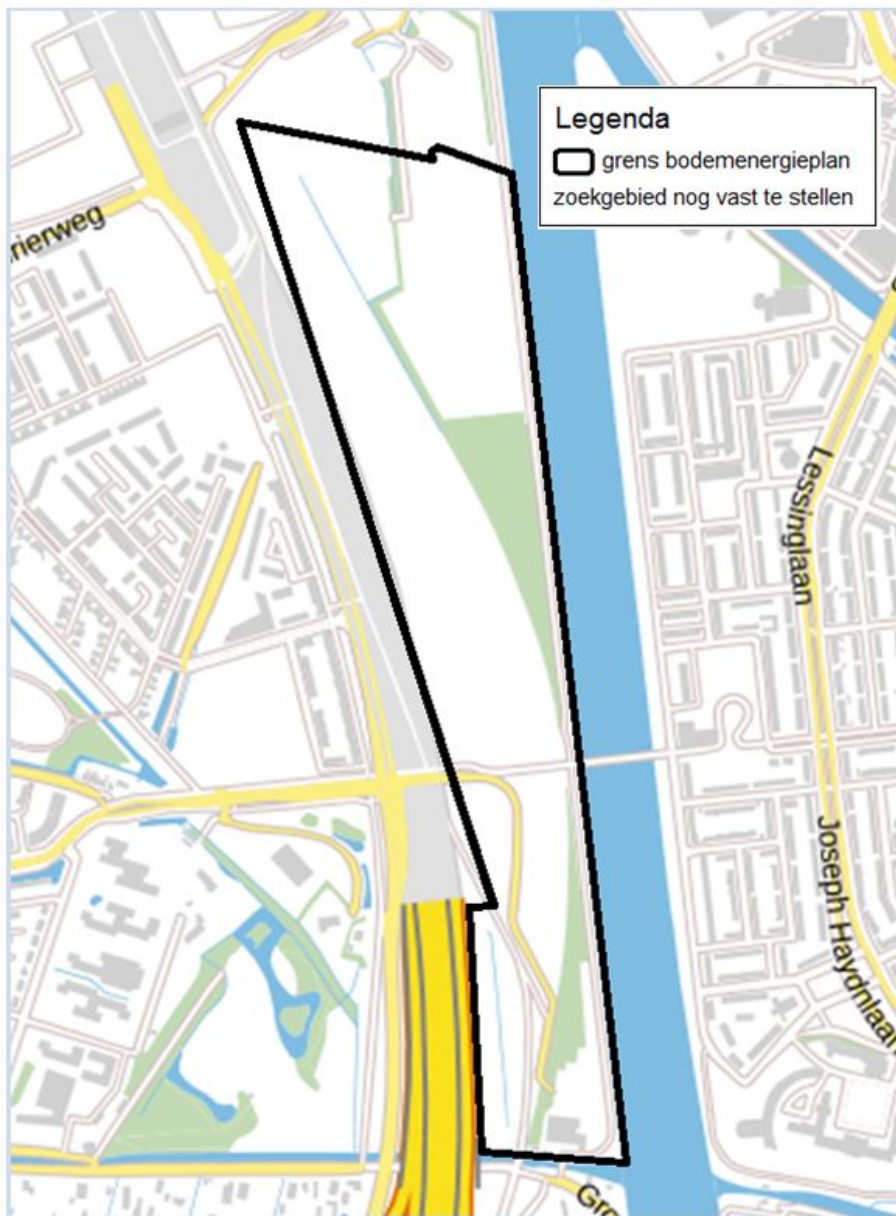 Legenda
grens bodemenergieplan
zoekgebied nog vast te stellen
rierweg
Lessinglaan
Joseph Haydnlaan
Gro